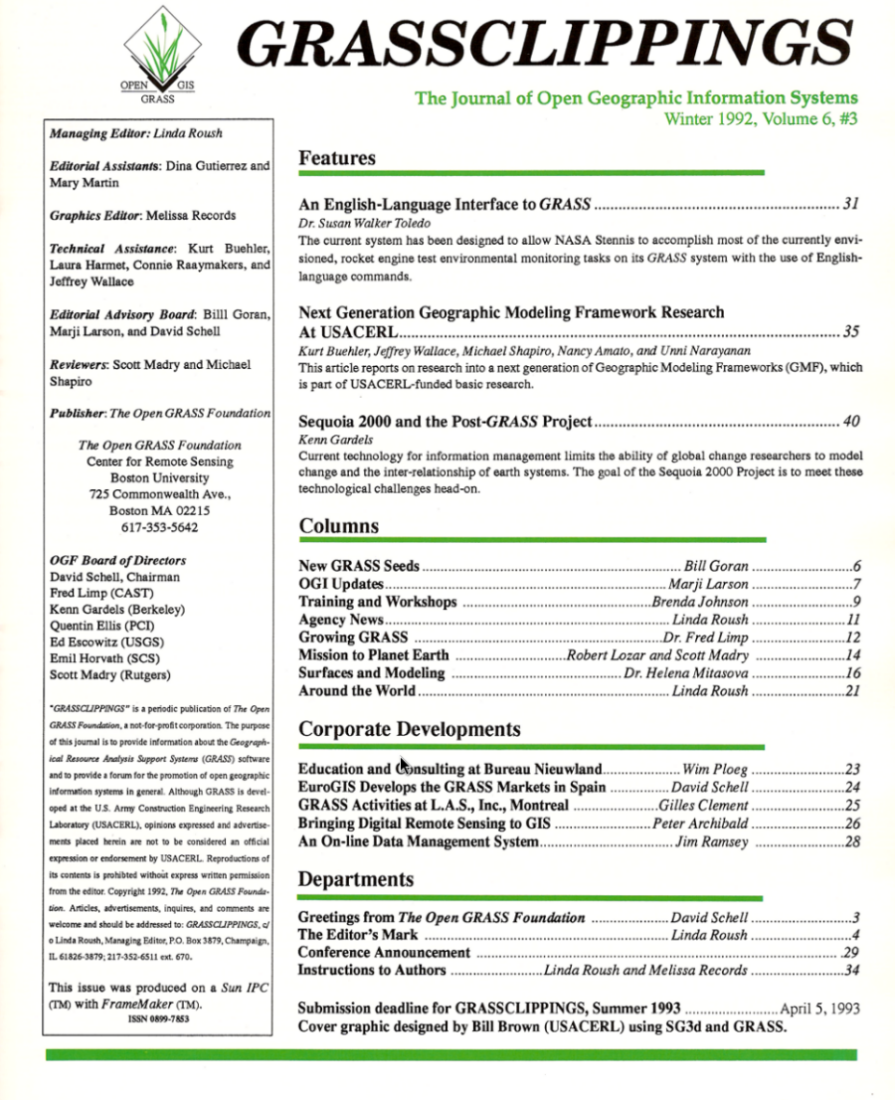 OPEN GIS
GRASS
GRASSCLIPPINGS
The Journal of Open Geographic Information Systems
Winter 1992, Volume 6, #3
Managing Editor: Linda Roush
Editorial Assistants: Dina Gutierrez and
Mary Martin
Graphics Editor: Melissa Records
Technical Assistance: Kurt Buehler,
Laura Harmet, Connie Raaymakers, and
Jeffrey Wallace
Editorial Advisory Board: Billl Goran,
Marji Larson, and David Schell
Reviewers: Scott Madry and Michael
Shapiro
Publisher: The Open GRASS Foundation
The Open GRASS Foundation
Center for Remote Sensing
Boston University
725 Commonwealth Ave.,
Boston MA 02215
617-353-5642
OGF Board of Directors
David Schell, Chairman
Fred Limp (CAST)
Kenn Gardels (Berkeley)
Quentin Ellis (PCI)
Ed Escowitz (USGS)
Emil Horvath (SCS)
Scott Madry (Rutgers)
"GRASSCLIPPINGS" is a periodic publication of The Open
GRASS Foundation, a not-for-profit corporation. The purpose
of this journal is to provide information about the Geograph-
ical Resource Analysis Support Systems (GRASS) software
and to provide a forum for the promotion of open geographic
information systems in general. Although GRASS is devel-
oped at the U.S. Army Construction Engineering Research
Laboratory (USACERL), opinions expressed and advertise-
ments placed herein are not to be considered an official
expression or endorsement by USACERL. Reproductions of
its contents is prohibted without express written permission
from the editor. Copyright 1992, The Open GRASS Founda-
tion. Articles, advertisements, inquires, and comments are
welcome and should be addressed to: GRASSCLIPPINGS, c/
o Linda Roush, Managing Editor, P.O. Box 3879, Champaign,
IL 61826-3879; 217-352-6511 ext. 670.
This issue was produced on a Sun IPC
(TM) with FrameMaker (TM).
ISSN 0899-7853
Features
An English-Language Interface to GRASS ........ 31
Dr. Susan Walker Toledo
The current system has been designed to allow NASA Stennis to accomplish most of the currently envi-
sioned, rocket engine test environmental monitoring tasks on its GRASS system with the use of English-
language commands.
Next Generation Geographic Modeling Framework Research
At USACERL........ 35
Kurt Buehler, Jeffrey Wallace, Michael Shapiro, Nancy Amato, and Unni Narayanan
This article reports on research into a next generation of Geographic Modeling Frameworks (GMF), which
is part of USACERL-funded basic research.
Sequoia 2000 and the Post-GRASS Project........ 40
Kenn Gardels
Current technology for information management limits the ability of global change researchers to model
change and the inter-relationship of earth systems. The goal of the Sequoia 2000 Project is to meet these
technological challenges head-on.
Columns
New GRASS Seeds ........ Bill Goran ........6
OGI Updates........ Marji Larson ........7
Training and Workshops ........Brenda Johnson ........9
Agency News........ Linda Roush ........11
Growing GRASS ........Dr. Fred Limp ........12
Mission to Planet Earth ........Robert Lozar and Scott Madry ........14
Surfaces and Modeling ........ Dr. Helena Mitasova ........16
Around the World........ Linda Roush ........21
Corporate Developments
Education and Consulting at Bureau Nieuwland........ Wim Ploeg ........23
EuroGIS Develops the GRASS Markets in Spain ........ David Schell ........24
GRASS Activities at L.A.S., Inc., Montreal ........Gilles Clement ........25
Bringing Digital Remote Sensing to GIS ........Peter Archibald ........26
An On-line Data Management System........ Jim Ramsey ........28
Departments
Greetings from The Open GRASS Foundation ........ David Schell ........3
The Editor's Mark ........ Linda Roush ........4
Conference Announcement ........29
Instructions to Authors ........Linda Roush and Melissa Records ........34
Submission deadline for GRASSCLIPPINGS, Summer 1993 ........April 5, 1993
Cover graphic designed by Bill Brown (USACERL) using SG3d and GRASS.